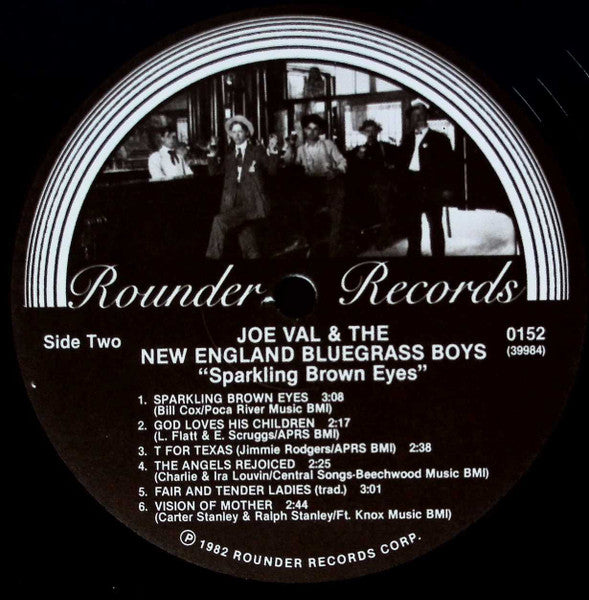 Rounder Records
Side Two
JOE VAL & THE
NEW ENGLAND BLUEGRASS BOYS
"Sparkling Brown Eyes"
0152
(39984)
1. SPARKLING BROWN EYES 3:08
(Bill Cox/Poca River Music BMI)
2. GOD LOVES HIS CHILDREN 2:17
(L. Flatt & E. Scruggs/APRS BMI)
3. T FOR TEXAS (Jimmie Rodgers/APRS BMI) 2:38
4. THE ANGELS REJOICED 2:25
(Charlie & Ira Louvin/Central Songs-Beechwood Music BMI)
5. FAIR AND TENDER LADIES (trad.) 3:01
6. VISION OF MOTHER 2:44
(Carter Stanley & Ralph Stanley/Ft. Knox Music BMI)
℗ 1982 ROUNDER RECORDS CORP.